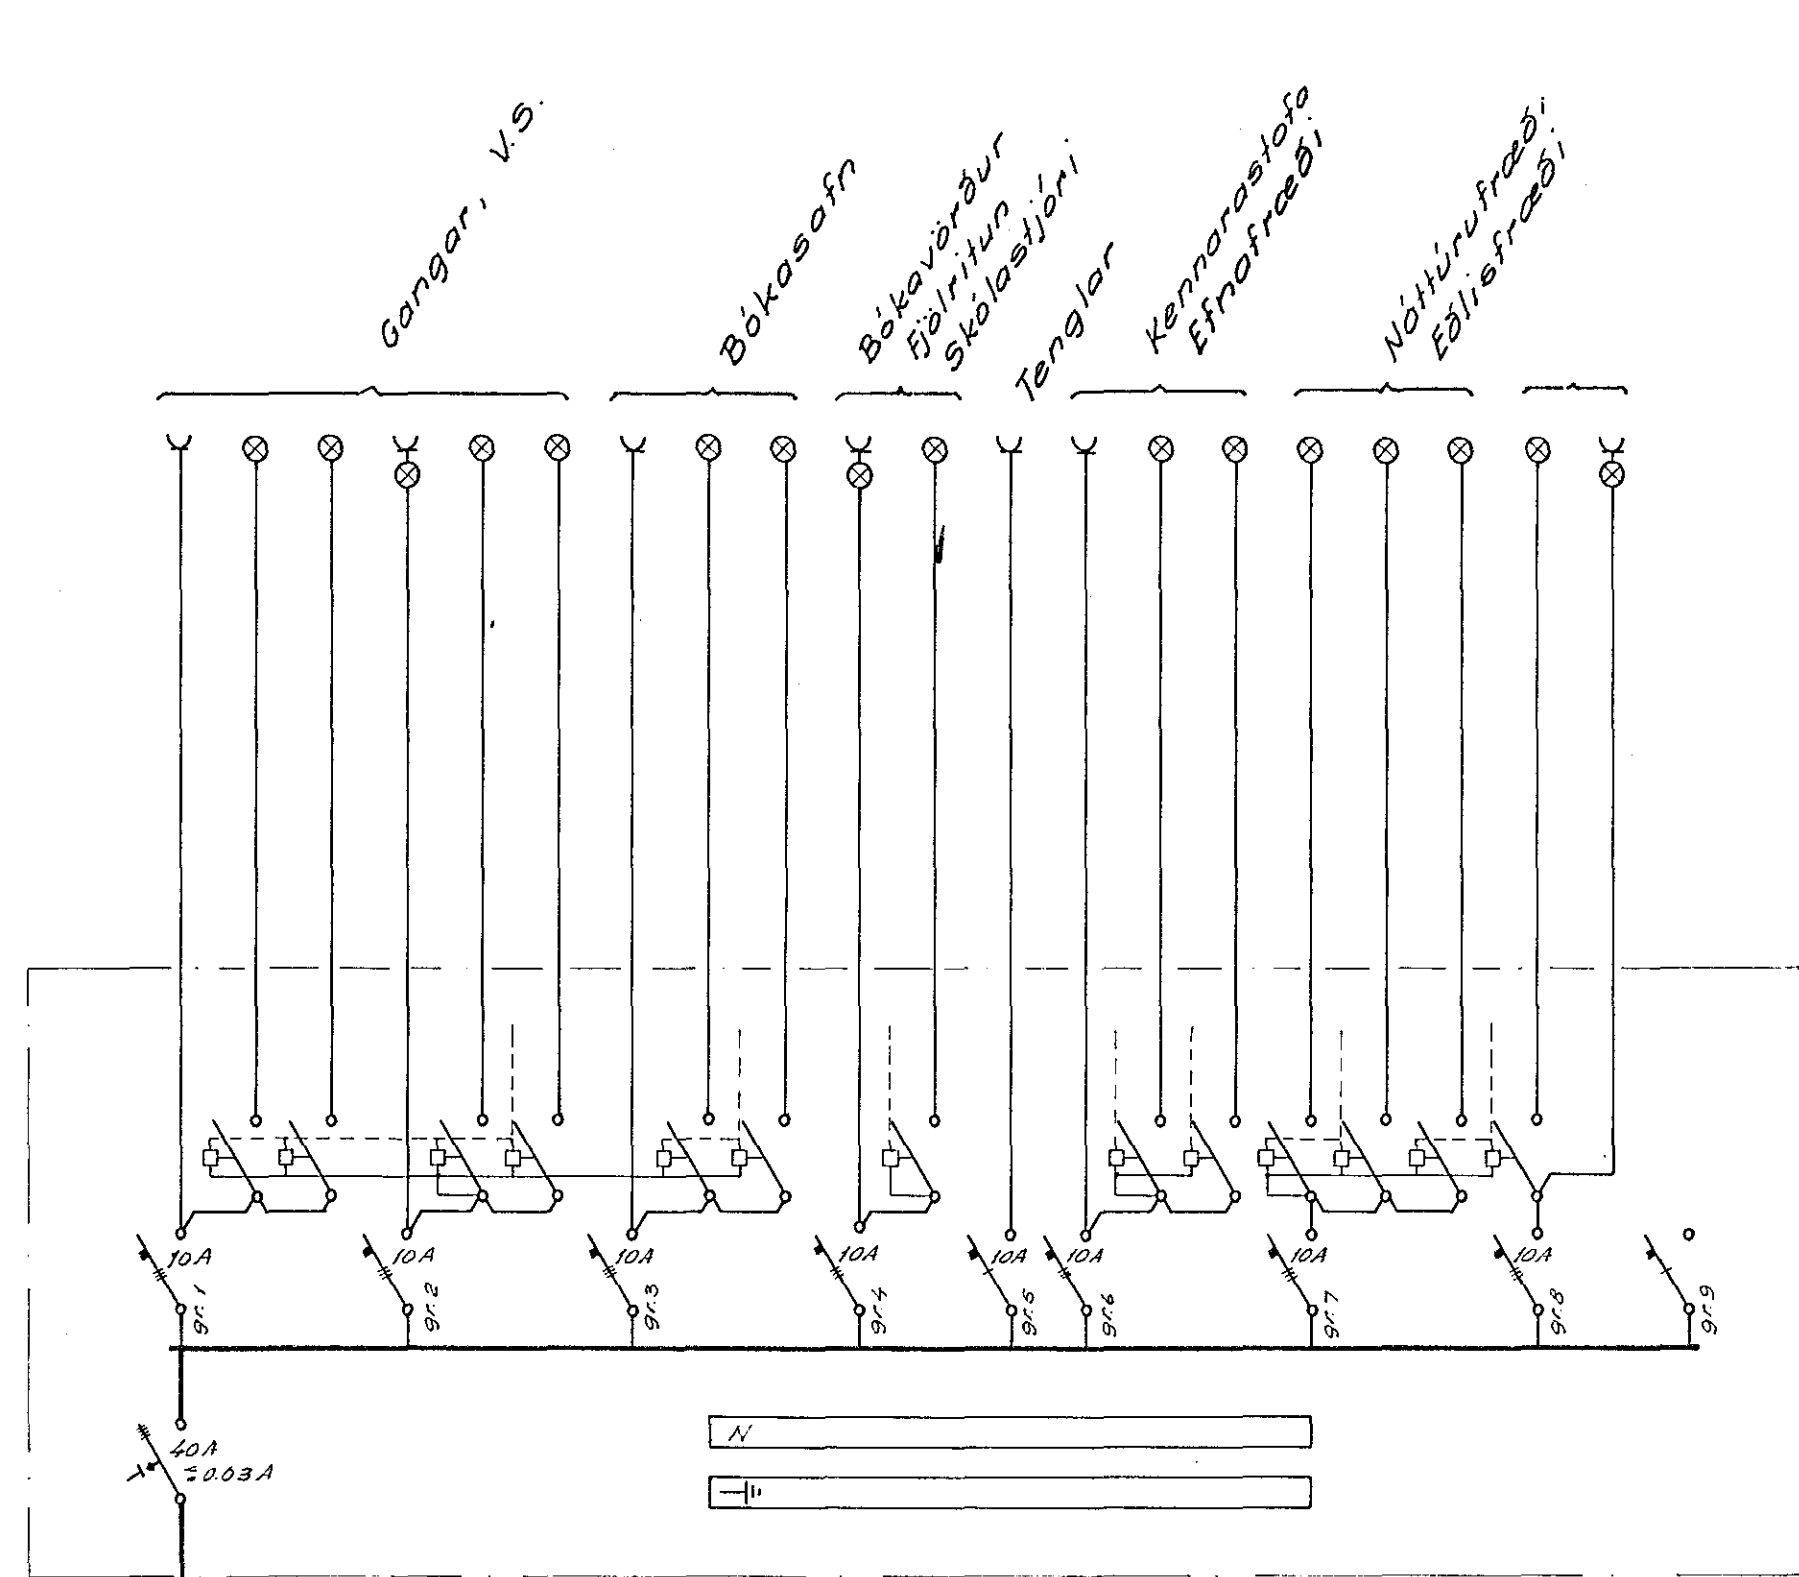 Gangar, V.S.
Bókasafn
Bókavörður
Fjölritun
Skólastjóri
Tenglar
Kennarastofa
Efnafræði
Náttúrufræði
Eðlisfræði
10A
10A
10A
10A
10A
10A
10A
10A
gr.1
gr.2
gr.3
gr.4
gr.5
gr.6
gr.7
gr.8
gr.9
40A
0.03A
N